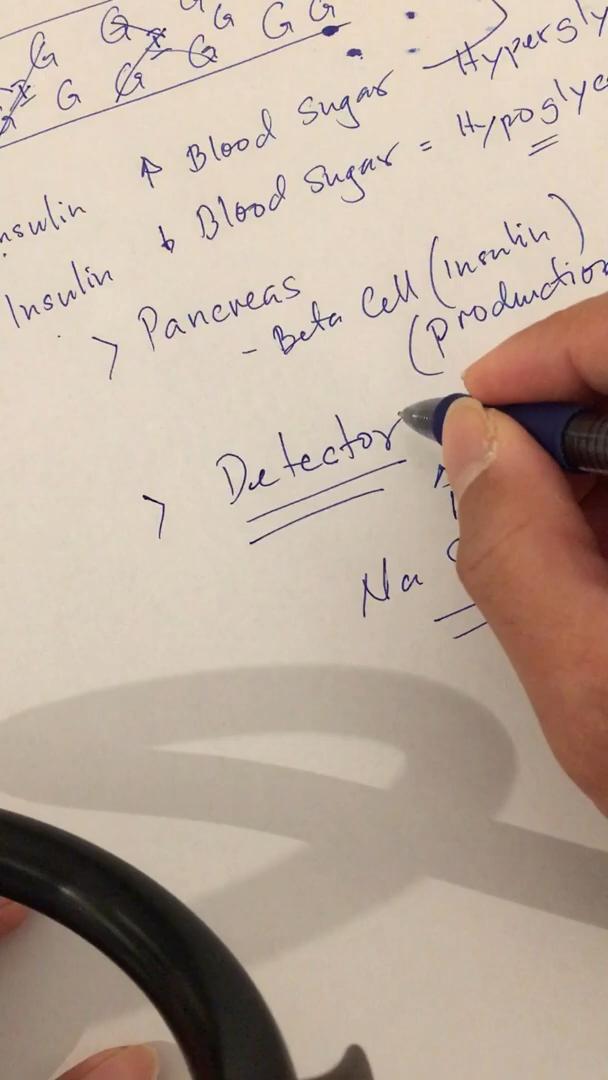 G G G G G
G G G G
Insulin ↑ Blood Sugar - Hypergly
Insulin ↓ Blood Sugar = Hypoglyc
> Pancreas
- Beta Cell (insulin)
(Production
> Detector
Na